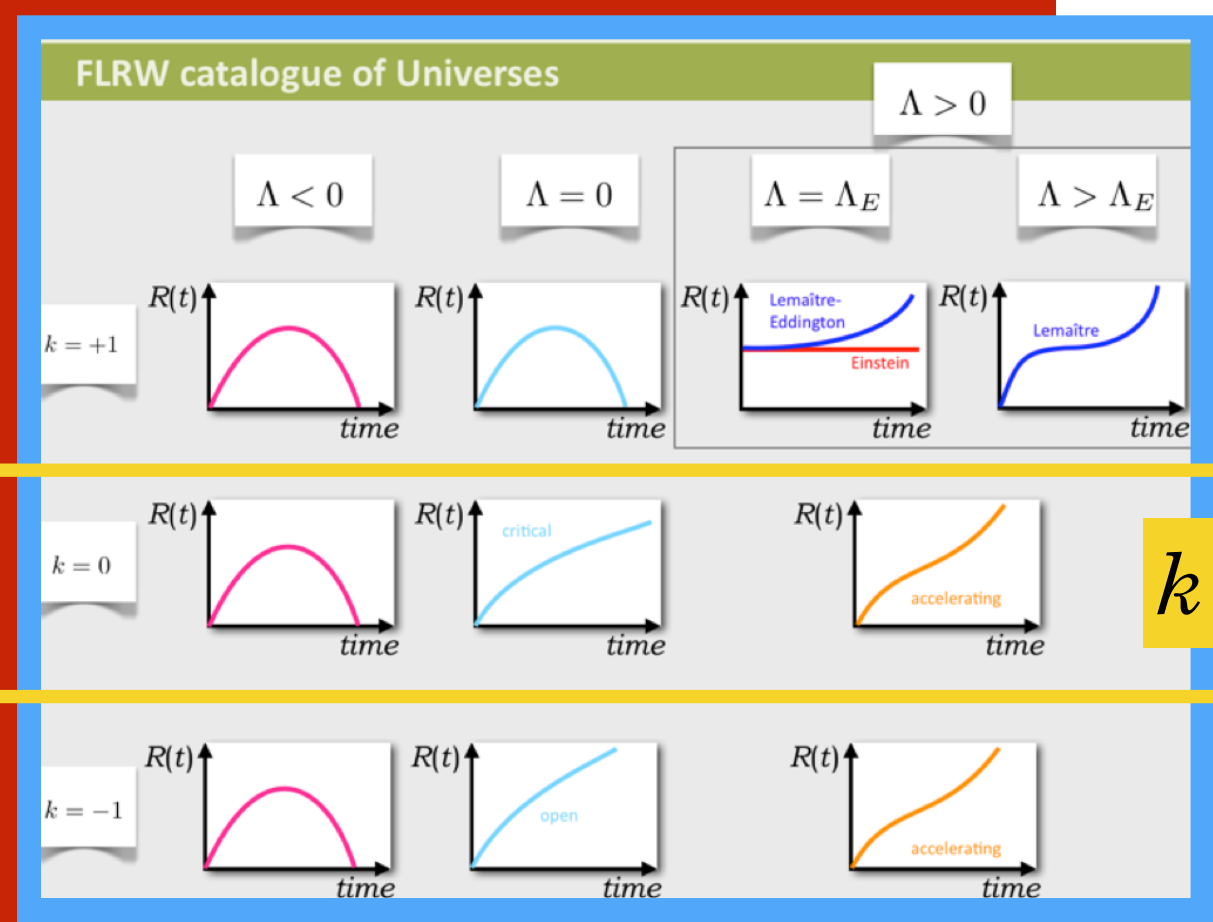 FLRW catalogue of Universes
Λ > 0
Λ < 0
Λ = 0
Λ = Λ_E
Λ > Λ_E
k = +1
R(t)
time
R(t)
time
R(t)
Lemaître-
Eddington
Einstein
time
R(t)
Lemaître
time
k = 0
R(t)
time
R(t)
critical
time
R(t)
accelerating
time
k
k = −1
R(t)
time
R(t)
open
time
R(t)
accelerating
time